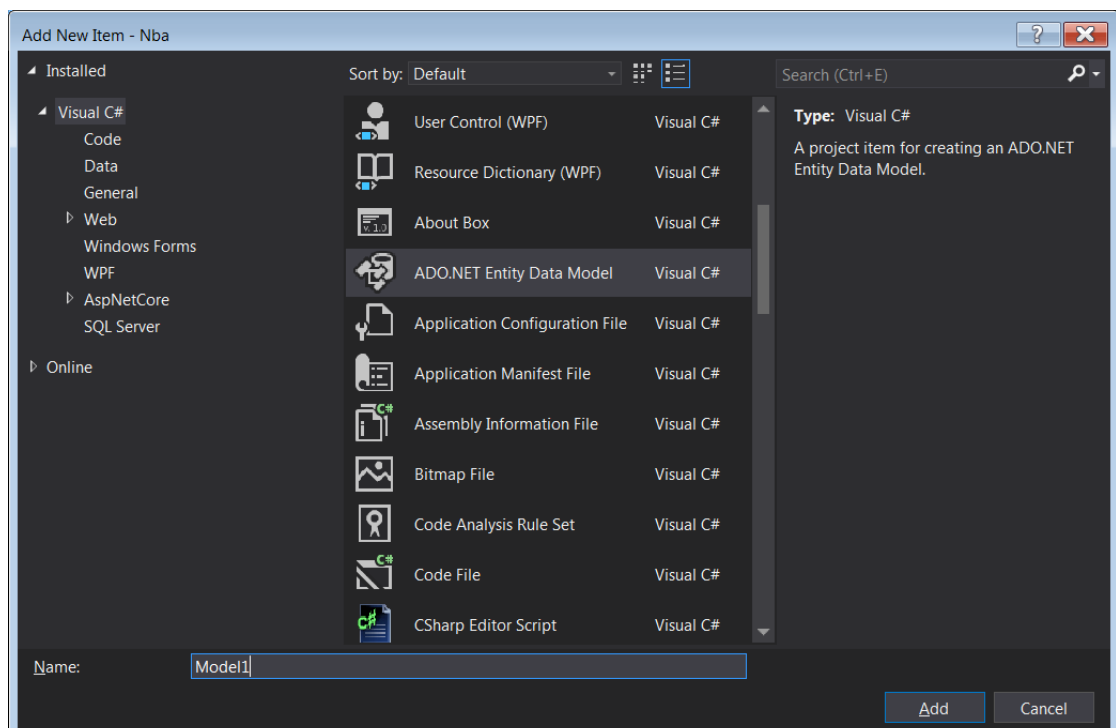 Add New Item - Nba
Installed
Sort by: Default
Search (Ctrl+E)
Visual C#
Code
Data
General
Web
Windows Forms
WPF
AspNetCore
SQL Server
Online
User Control (WPF) Visual C#
Resource Dictionary (WPF) Visual C#
v. 1.0
About Box Visual C#
ADO.NET Entity Data Model Visual C#
Application Configuration File Visual C#
Application Manifest File Visual C#
C#
Assembly Information File Visual C#
Bitmap File Visual C#
Code Analysis Rule Set Visual C#
C#
Code File Visual C#
C#
CSharp Editor Script Visual C#
Type: Visual C#
A project item for creating an ADO.NET
Entity Data Model.
Name: Model1
Add Cancel